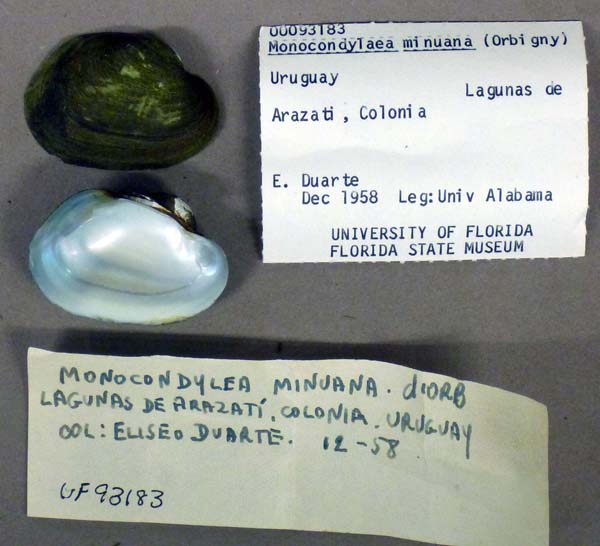 00093183
Monocondylaea minuana (Orbigny)
Uruguay
Lagunas de
Arazati, Colonia
E. Duarte
Dec 1958 Leg:Univ Alabama
UNIVERSITY OF FLORIDA
FLORIDA STATE MUSEUM
MONOCONDYLEA MINUANA. d'ORB
LAGUNAS DE ARAZATÍ, COLONIA. URUGUAY
COL: ELISEO DUARTE. 12-58
UF93183